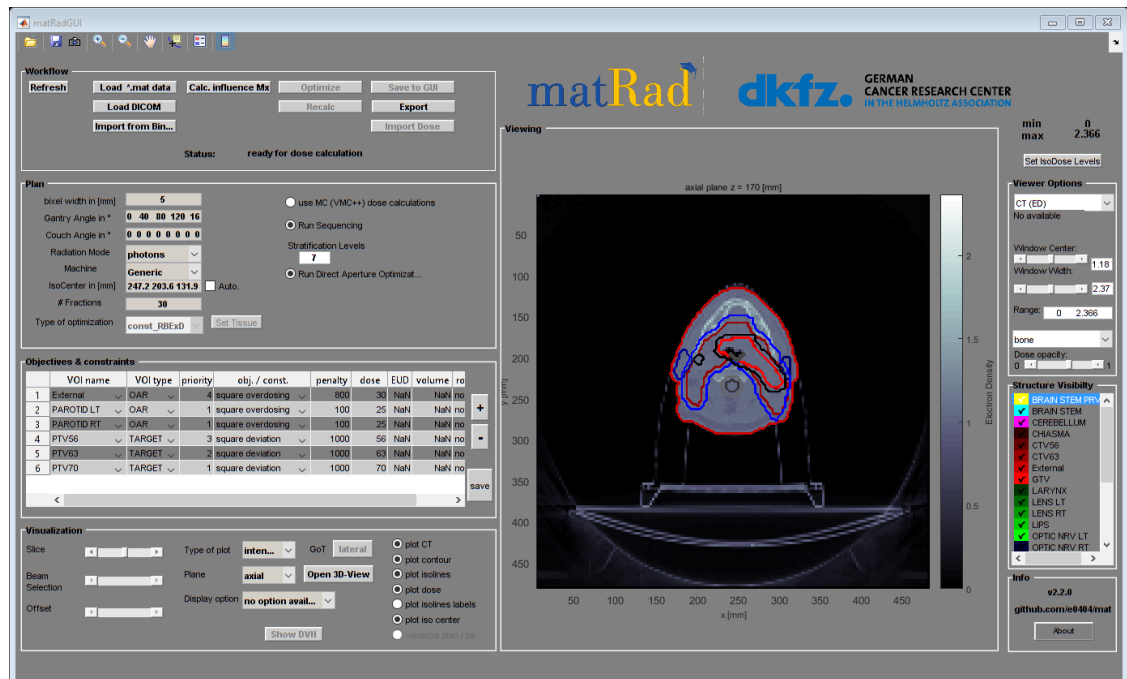 matRadGUI
Workflow
Refresh
Load *.mat data
Calc. influence Mx
Optimize
Save to GUI
Load DICOM
Recalc
Export
Import from Bin...
Import Dose
Status: ready for dose calculation
matRad
dkfz.
GERMAN
CANCER RESEARCH CENTER
IN THE HELMHOLTZ ASSOCIATION
Plan
bixel width in [mm] 5
Gantry Angle in ° 0 40 80 120 16
Couch Angle in ° 0 0 0 0 0 0 0 0
Radiation Mode photons
Machine Generic
IsoCenter in [mm] 247.2 203.6 131.9 Auto.
# Fractions 30
Type of optimization const_RBExD Set Tissue
use MC (VMC++) dose calculations
Run Sequencing
Stratification Levels
7
Run Direct Aperture Optimizat...
Objectives & constraints
VOI name VOI type priority obj. / const. penalty dose EUD volume ro
1 External OAR 4 square overdosing 800 30 NaN NaN no
2 PAROTID LT OAR 1 square overdosing 100 25 NaN NaN no
3 PAROTID RT OAR 1 square overdosing 100 25 NaN NaN no
4 PTV56 TARGET 3 square deviation 1000 56 NaN NaN no
5 PTV63 TARGET 2 square deviation 1000 63 NaN NaN no
6 PTV70 TARGET 1 square deviation 1000 70 NaN NaN no
+
-
save
Visualization
Slice
Beam
Selection
Offset
Type of plot inten...
GoT lateral
Plane axial
Open 3D-View
Display option no option avail...
Show DVH
plot CT
plot contour
plot isolines
plot dose
plot isolines labels
plot iso center
visualize plan / be...
Viewing
axial plane z = 170 [mm]
50
100
150
200
250
300
350
400
450
y [mm]
50 100 150 200 250 300 350 400 450
x [mm]
2
1.5
1
0.5
0
Electron Density
min 0
max 2.366
Set IsoDose Levels
Viewer Options
CT (ED)
No available
Window Center:
1.18
Window Width:
2.37
Range: 0 2.366
bone
Dose opacity:
0 1
Structure Visibilty
BRAIN STEM PRV
BRAIN STEM
CEREBELLUM
CHIASMA
CTV56
CTV63
External
GTV
LARYNX
LENS LT
LENS RT
LIPS
OPTIC NRV LT
OPTIC NRV RT
Info
v2.2.0
github.com/e0404/mat
About